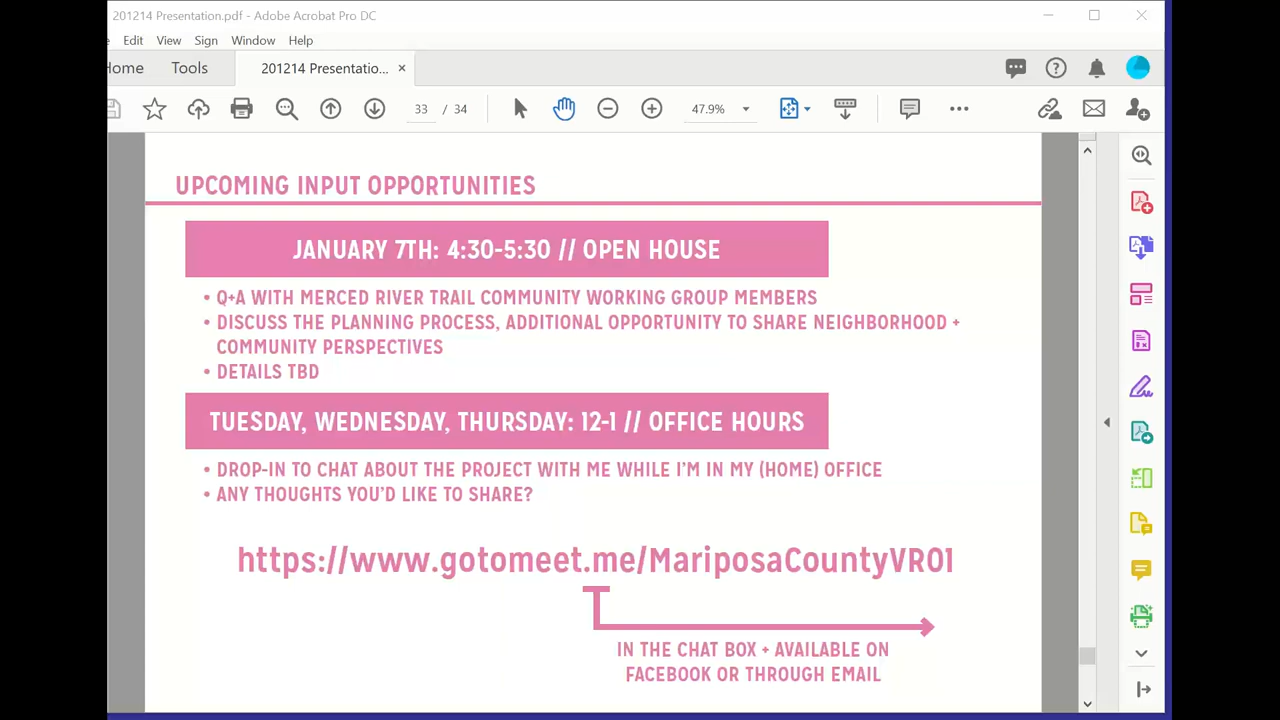 201214 Presentation.pdf - Adobe Acrobat Pro DC
Edit View Sign Window Help
Tools
201214 Presentatio... ×
33 / 34
47.9%
UPCOMING INPUT OPPORTUNITIES
JANUARY 7TH: 4:30-5:30 // OPEN HOUSE
• Q+A WITH MERCED RIVER TRAIL COMMUNITY WORKING GROUP MEMBERS
• DISCUSS THE PLANNING PROCESS, ADDITIONAL OPPORTUNITY TO SHARE NEIGHBORHOOD +
COMMUNITY PERSPECTIVES
• DETAILS TBD
TUESDAY, WEDNESDAY, THURSDAY: 12-1 // OFFICE HOURS
• DROP-IN TO CHAT ABOUT THE PROJECT WITH ME WHILE I'M IN MY (HOME) OFFICE
• ANY THOUGHTS YOU'D LIKE TO SHARE?
https://www.gotomeet.me/MariposaCountyVR01
IN THE CHAT BOX + AVAILABLE ON
FACEBOOK OR THROUGH EMAIL